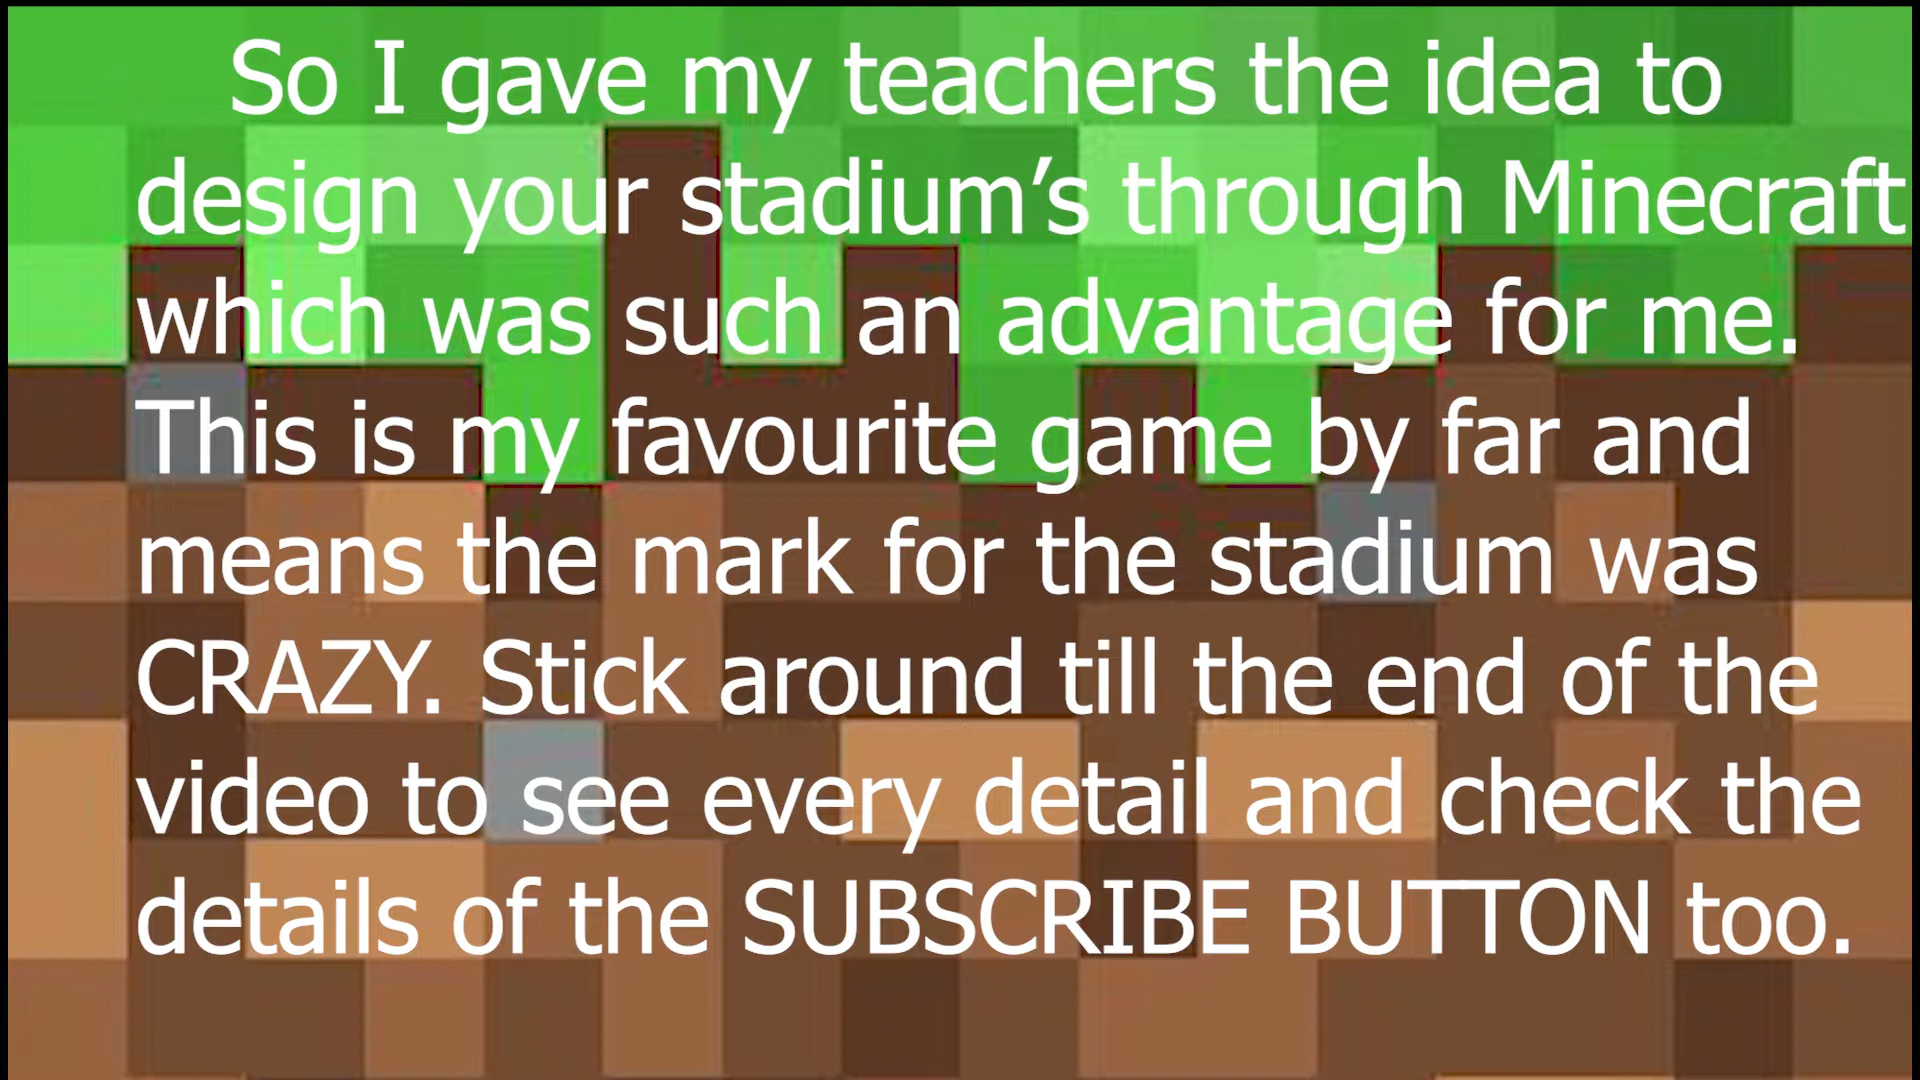 So I gave my teachers the idea to
design your stadium’s through Minecraft
which was such an advantage for me.
This is my favourite game by far and
means the mark for the stadium was
CRAZY. Stick around till the end of the
video to see every detail and check the
details of the SUBSCRIBE BUTTON too.